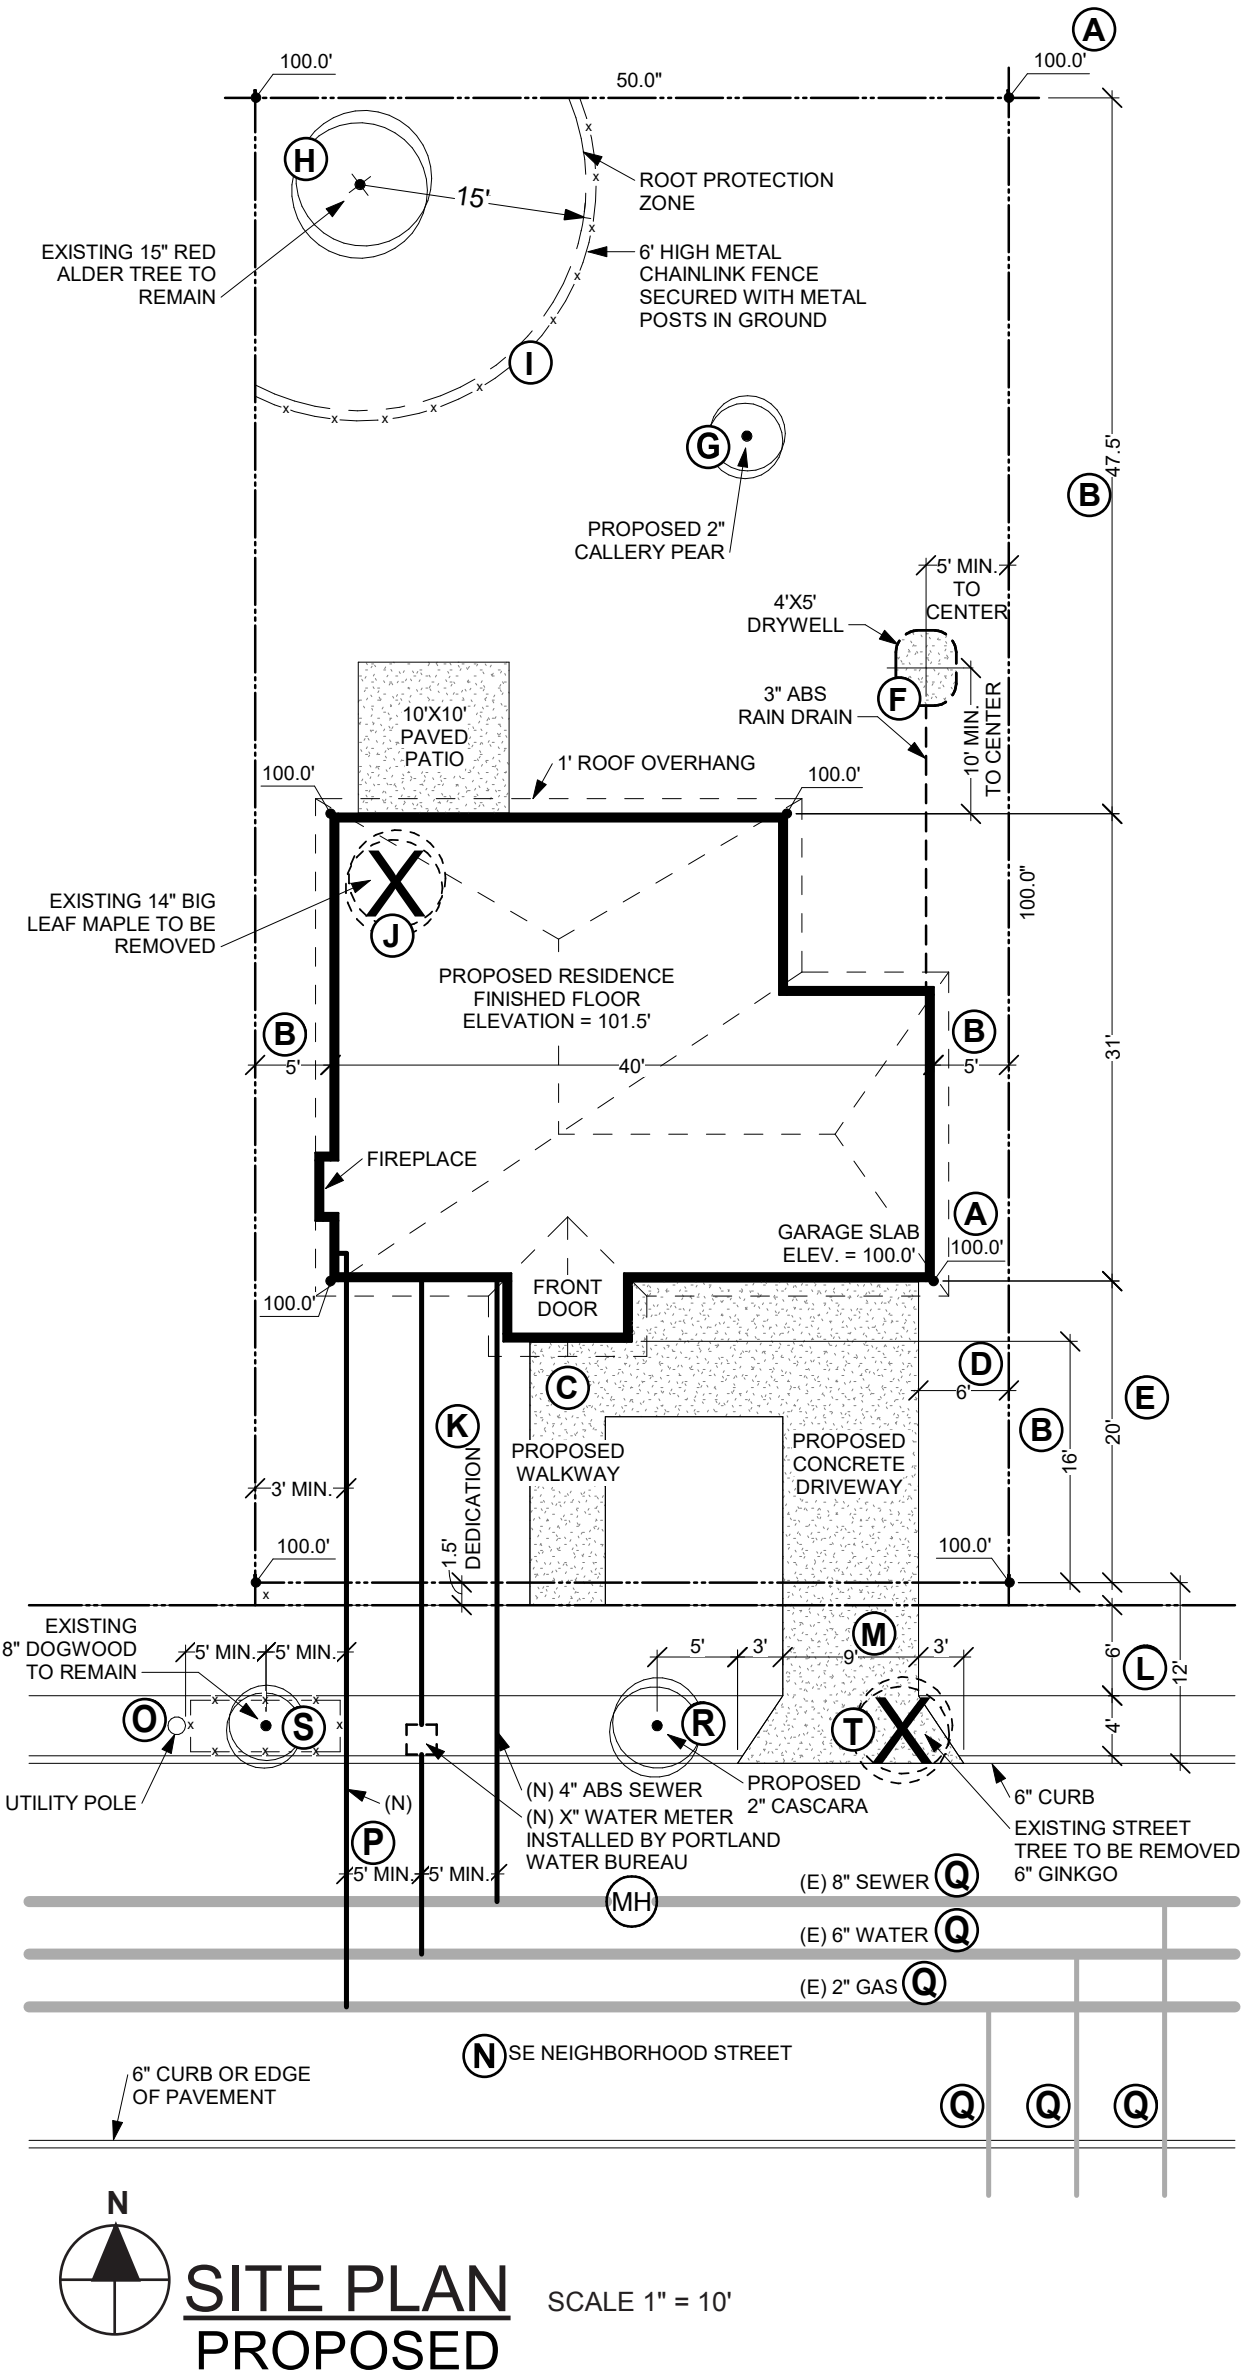 A
100.0'
50.0"
100.0'
H
ROOT PROTECTION
ZONE
15'
EXISTING 15" RED
ALDER TREE TO
REMAIN
6' HIGH METAL
CHAINLINK FENCE
SECURED WITH METAL
POSTS IN GROUND
I
G
47.5'
B
PROPOSED 2"
CALLERY PEAR
5' MIN.
TO
CENTER
4'X5'
DRYWELL
F
3" ABS
RAIN DRAIN
10' MIN.
TO CENTER
10'X10'
PAVED
PATIO
1' ROOF OVERHANG
100.0'
100.0'
EXISTING 14" BIG
LEAF MAPLE TO BE
REMOVED
X
J
100.0"
PROPOSED RESIDENCE
FINISHED FLOOR
ELEVATION = 101.5'
B
B
5'
40'
5'
31'
FIREPLACE
A
GARAGE SLAB
ELEV. = 100.0'
100.0'
FRONT
DOOR
100.0'
C
D
6'
E
K
B
20'
16'
PROPOSED
WALKWAY
PROPOSED
CONCRETE
DRIVEWAY
3' MIN.
1.5'
DEDICATION
100.0'
100.0'
x
EXISTING
8" DOGWOOD
TO REMAIN
5' MIN.
5' MIN.
5'
3'
M
9'
3'
6'
L
12'
O
S
R
T
X
4'
UTILITY POLE
(N)
(N) 4" ABS SEWER
(N) X" WATER METER
INSTALLED BY PORTLAND
WATER BUREAU
PROPOSED
2" CASCARA
6" CURB
EXISTING STREET
TREE TO BE REMOVED
6" GINKGO
P
5' MIN.
5' MIN.
(E) 8" SEWER Q
MH
(E) 6" WATER Q
(E) 2" GAS Q
N SE NEIGHBORHOOD STREET
6" CURB OR EDGE
OF PAVEMENT
Q
Q
Q
N
SITE PLAN
SCALE 1" = 10'
PROPOSED